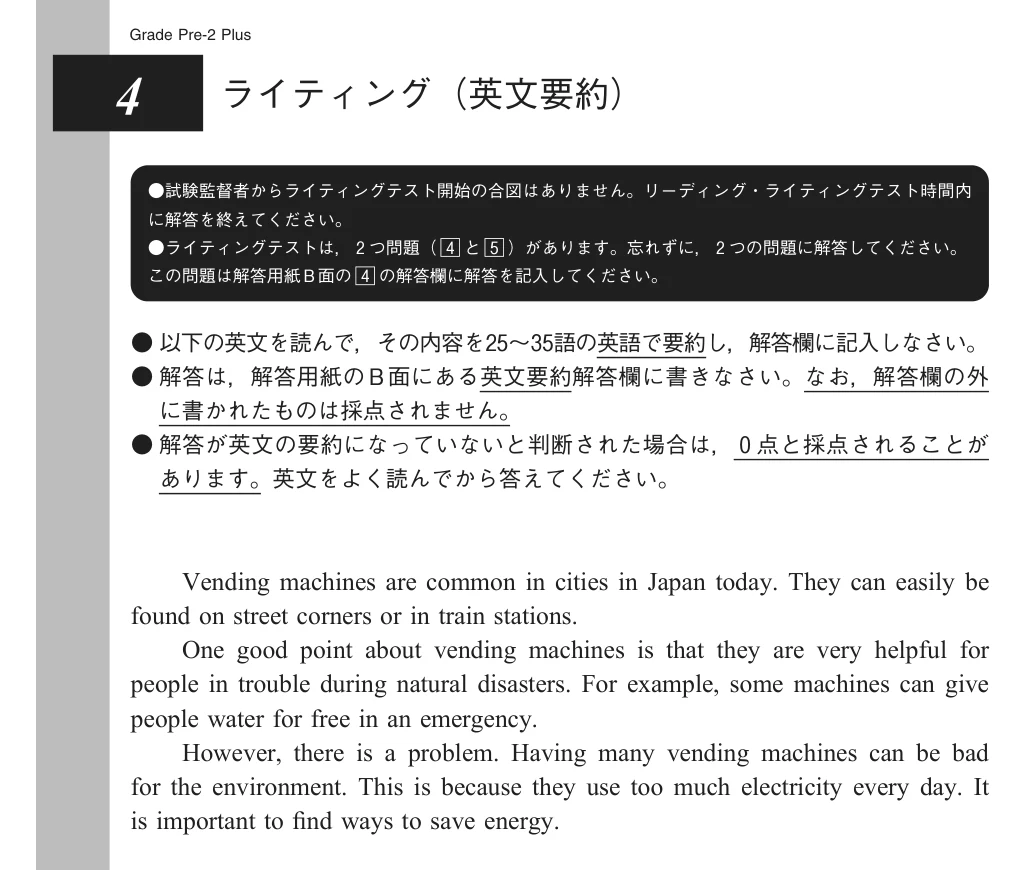 Grade Pre-2 Plus
4 ライティング（英文要約）
●試験監督者からライティングテスト開始の合図はありません。リーディング・ライティングテスト時間内
に解答を終えてください。
●ライティングテストは，２つ問題（4と5）があります。忘れずに，２つの問題に解答してください。
この問題は解答用紙Ｂ面の4の解答欄に解答を記入してください。
● 以下の英文を読んで，その内容を25～35語の英語で要約し，解答欄に記入しなさい。
● 解答は，解答用紙のＢ面にある英文要約解答欄に書きなさい。なお，解答欄の外
に書かれたものは採点されません。
● 解答が英文の要約になっていないと判断された場合は，０点と採点されることが
あります。英文をよく読んでから答えてください。
Vending machines are common in cities in Japan today. They can easily be
found on street corners or in train stations.
One good point about vending machines is that they are very helpful for
people in trouble during natural disasters. For example, some machines can give
people water for free in an emergency.
However, there is a problem. Having many vending machines can be bad
for the environment. This is because they use too much electricity every day. It
is important to find ways to save energy.